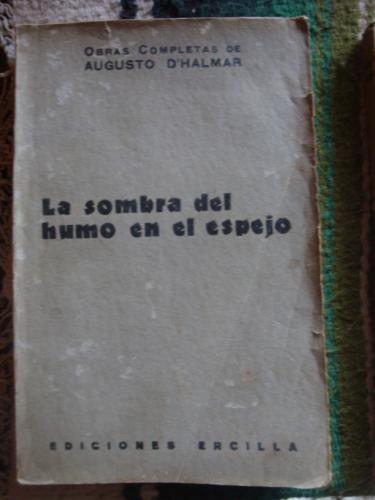 OBRAS COMPLETAS DE
AUGUSTO D'HALMAR
La sombra del
humo en el espejo
EDICIONES ERCILLA